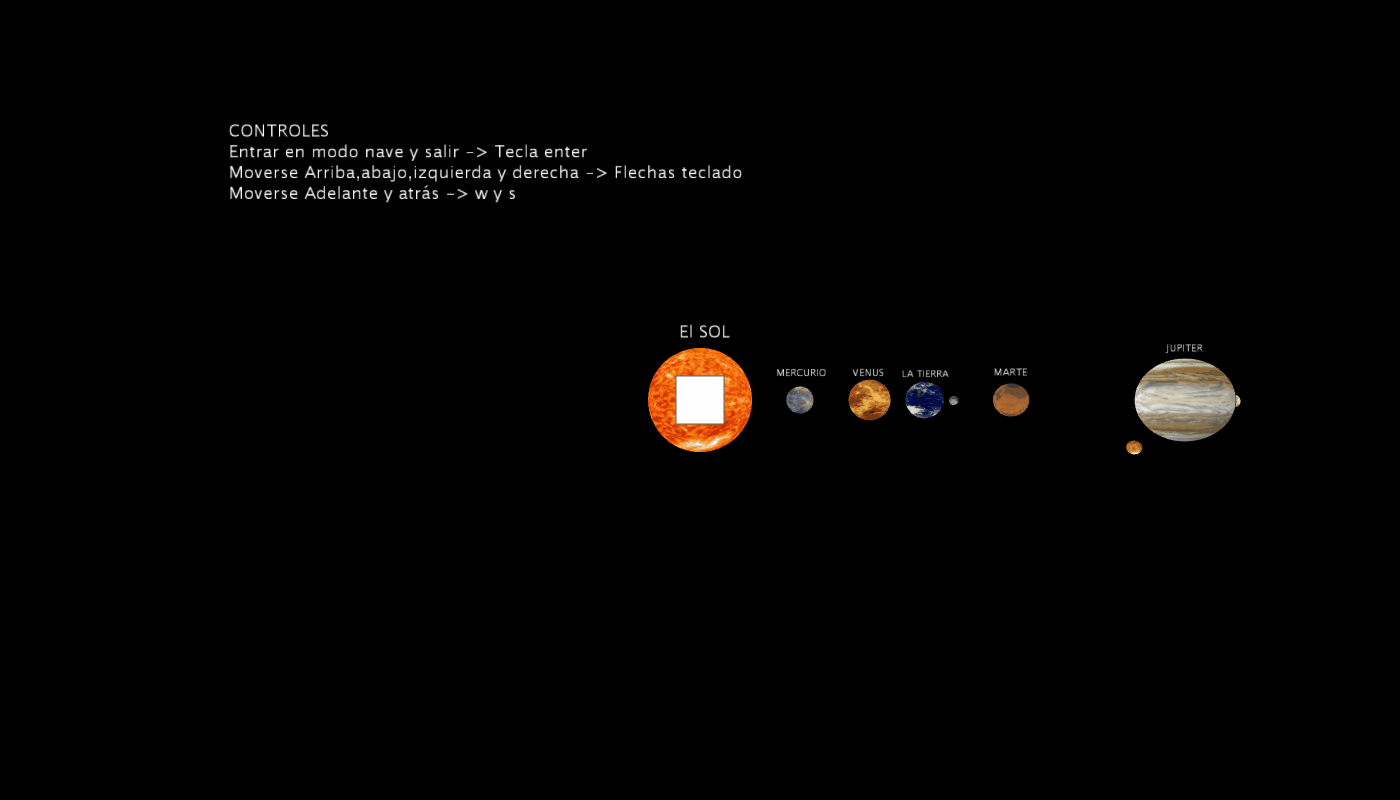 CONTROLES
Entrar en modo nave y salir -> Tecla enter
Moverse Arriba,abajo,izquierda y derecha -> Flechas teclado
Moverse Adelante y atrás -> w y s
El SOL
MERCURIO
VENUS
LA TIERRA
MARTE
JUPITER